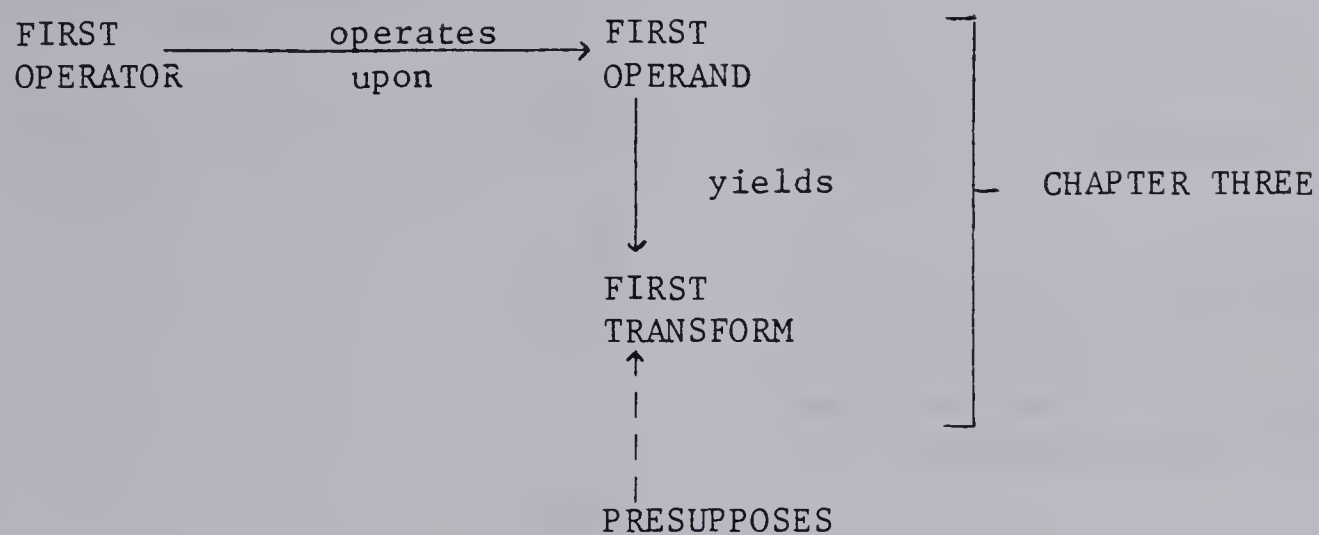 FIRST
OPERATOR
operates
upon
FIRST
OPERAND
yields
CHAPTER THREE
FIRST
TRANSFORM
PRESUPPOSES